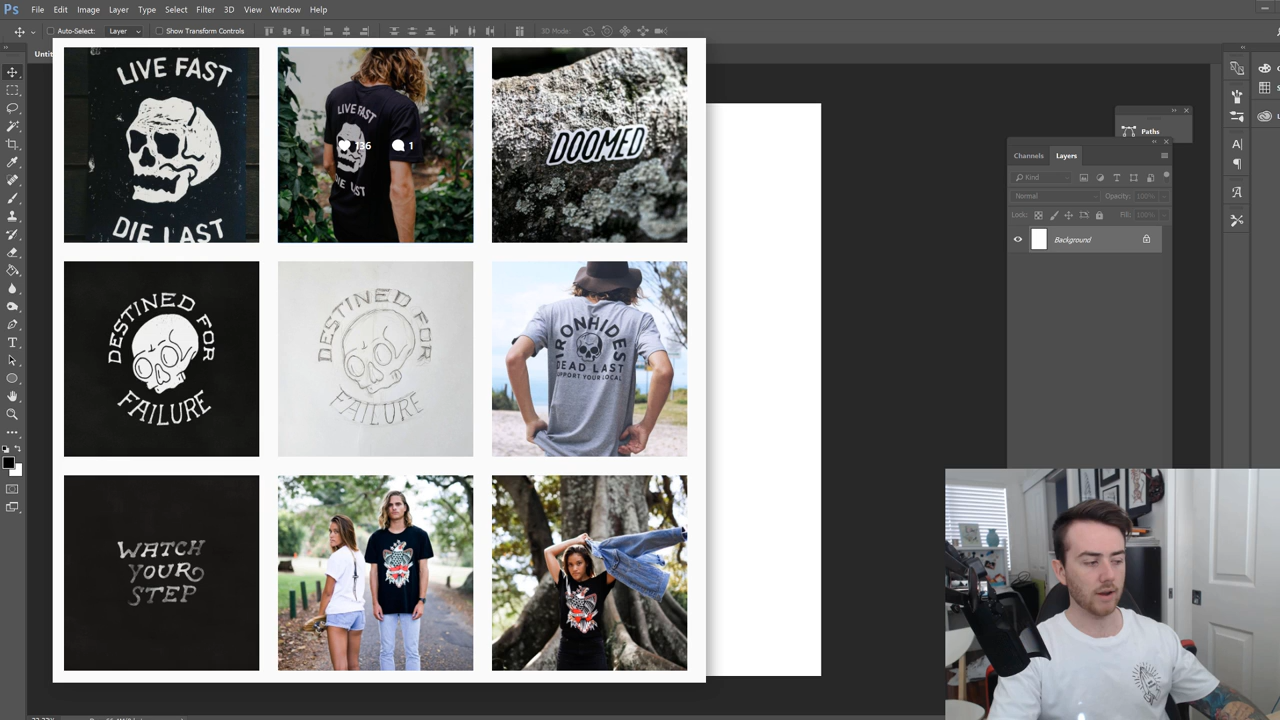 Ps File Edit Image Layer Type Select Filter 3D View Window Help
Auto-Select: Layer Show Transform Controls 3D Mode:
LIVE FAST
DIE LAST
LIVE FAST
136 1
DIE LAST
DOOMED
DESTINED FOR
FAILURE
DESTINED FOR
FAILURE
IRONHIDES
DEAD LAST
SUPPORT YOUR LOCAL
WATCH
YOUR
STEP
Paths
Channels Layers
Kind
Normal Opacity: 100%
Lock: Fill: 100%
Background